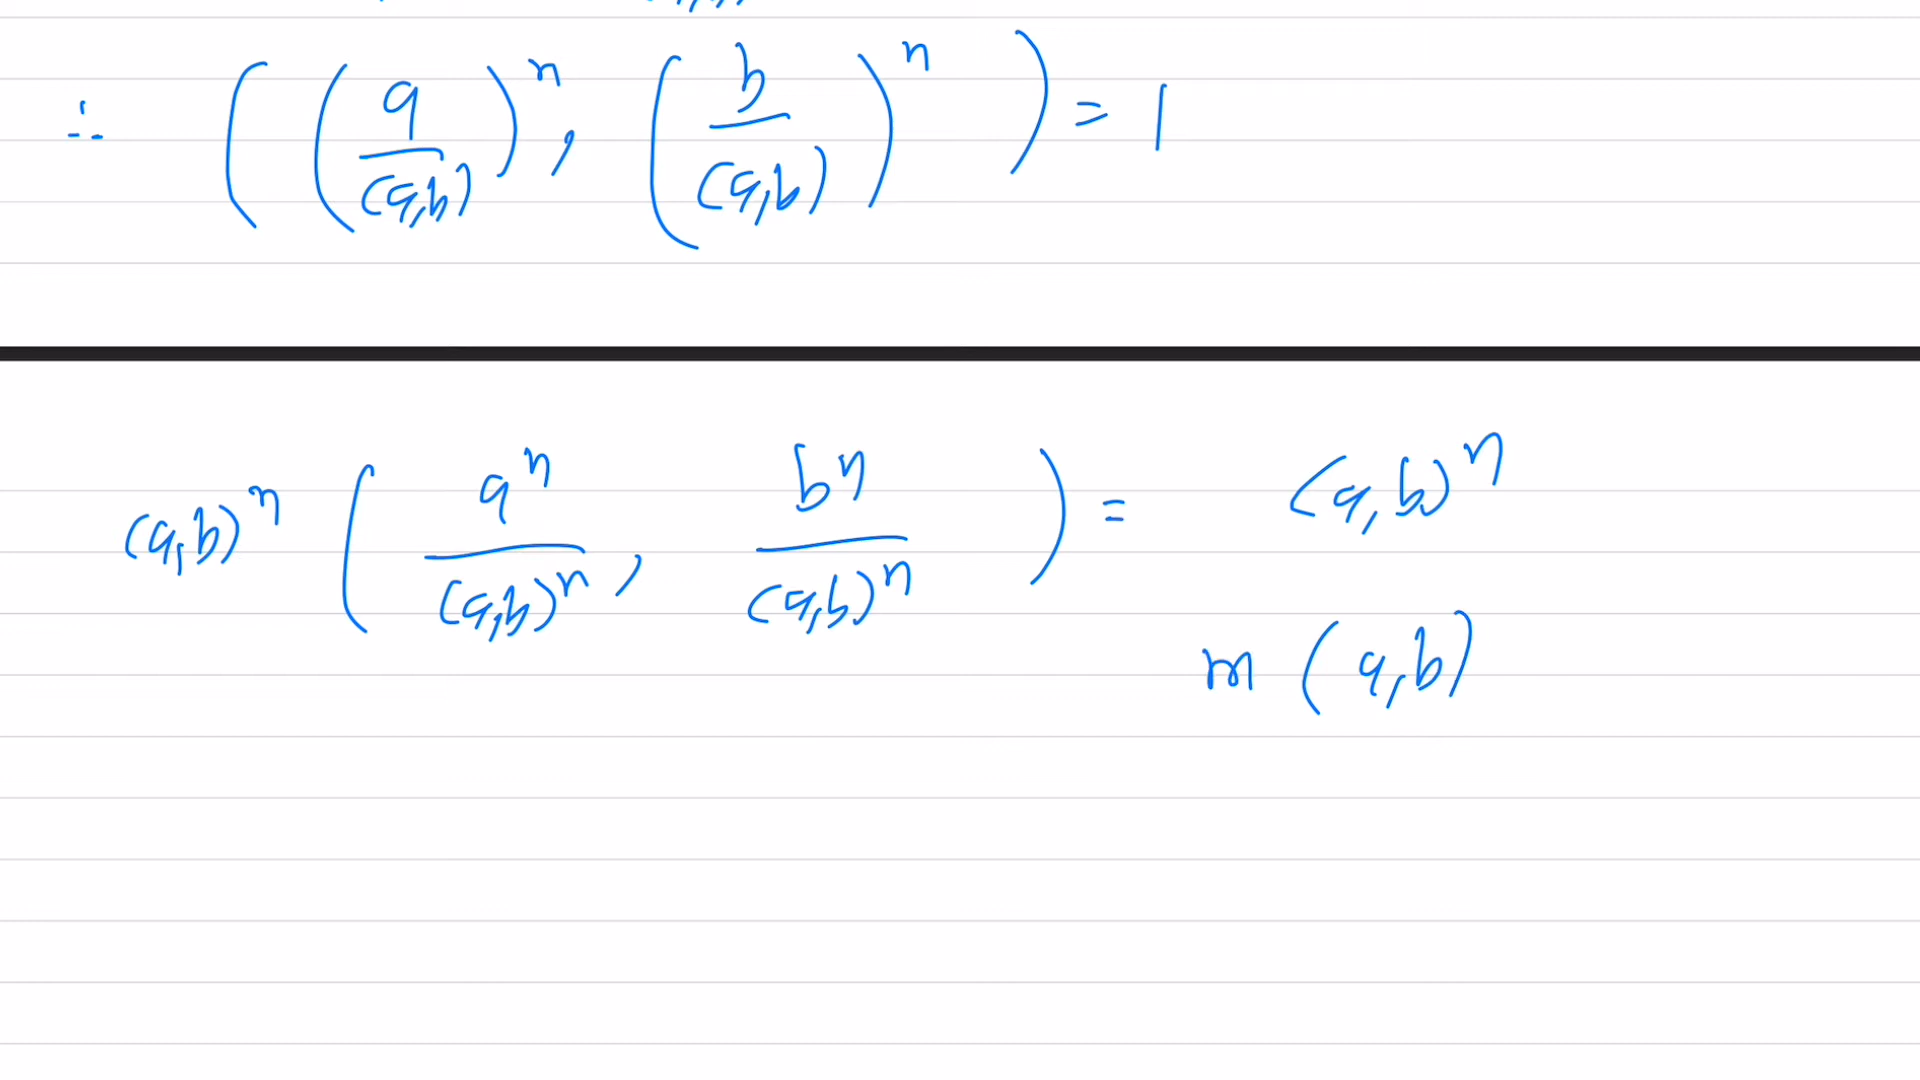 ∴ ( (a/(a,b))^n , (b/(a,b))^n ) = 1
(a,b)^n ( a^n/(a,b)^n , b^n/(a,b)^n ) = (a,b)^n
m (a,b)